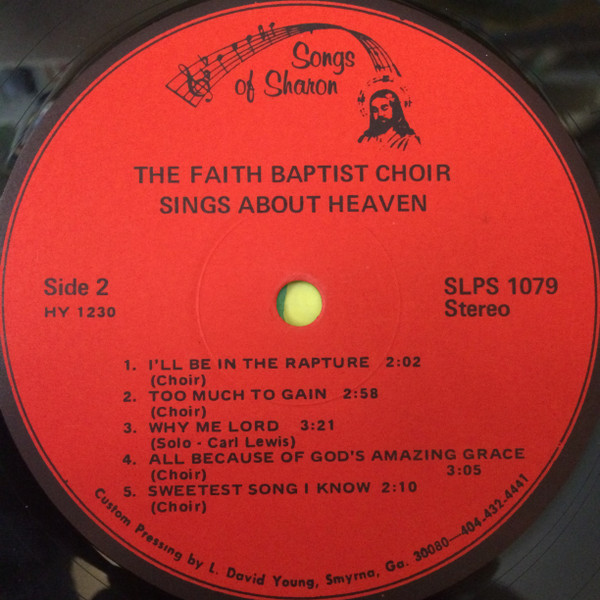 Songs
of Sharon
THE FAITH BAPTIST CHOIR
SINGS ABOUT HEAVEN
Side 2
HY 1230
SLPS 1079
Stereo
1. I'LL BE IN THE RAPTURE 2:02
(Choir)
2. TOO MUCH TO GAIN 2:58
(Choir)
3. WHY ME LORD 3:21
(Solo - Carl Lewis)
4. ALL BECAUSE OF GOD'S AMAZING GRACE
(Choir) 3:05
5. SWEETEST SONG I KNOW 2:10
(Choir)
Custom Pressing by L. David Young, Smyrna, Ga. 30080—404-432-4441